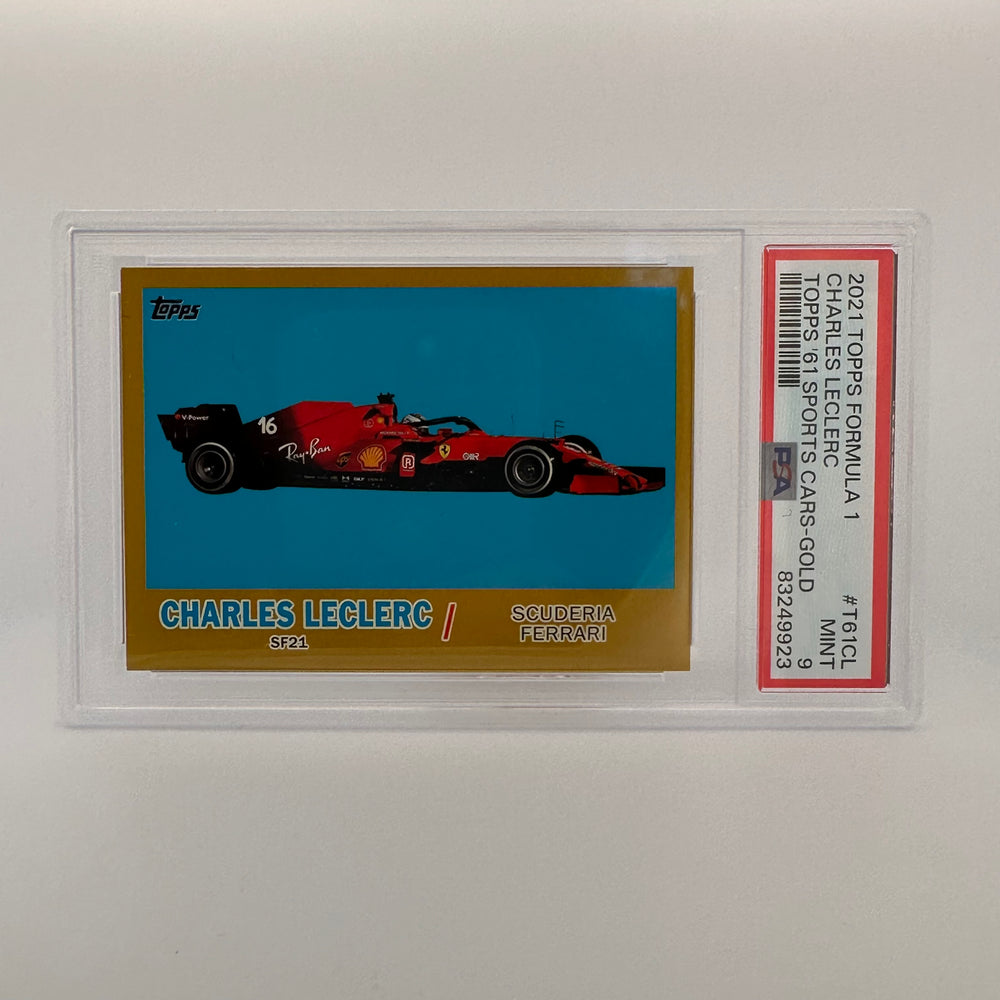 Topps
V-Power
16
Ray-Ban
CHARLES LECLERC /
SF21
SCUDERIA
FERRARI
2021 TOPPS FORMULA 1 #T61CL
CHARLES LECLERC MINT
TOPPS '61 SPORTS CARS-GOLD 9
PSA 83249923